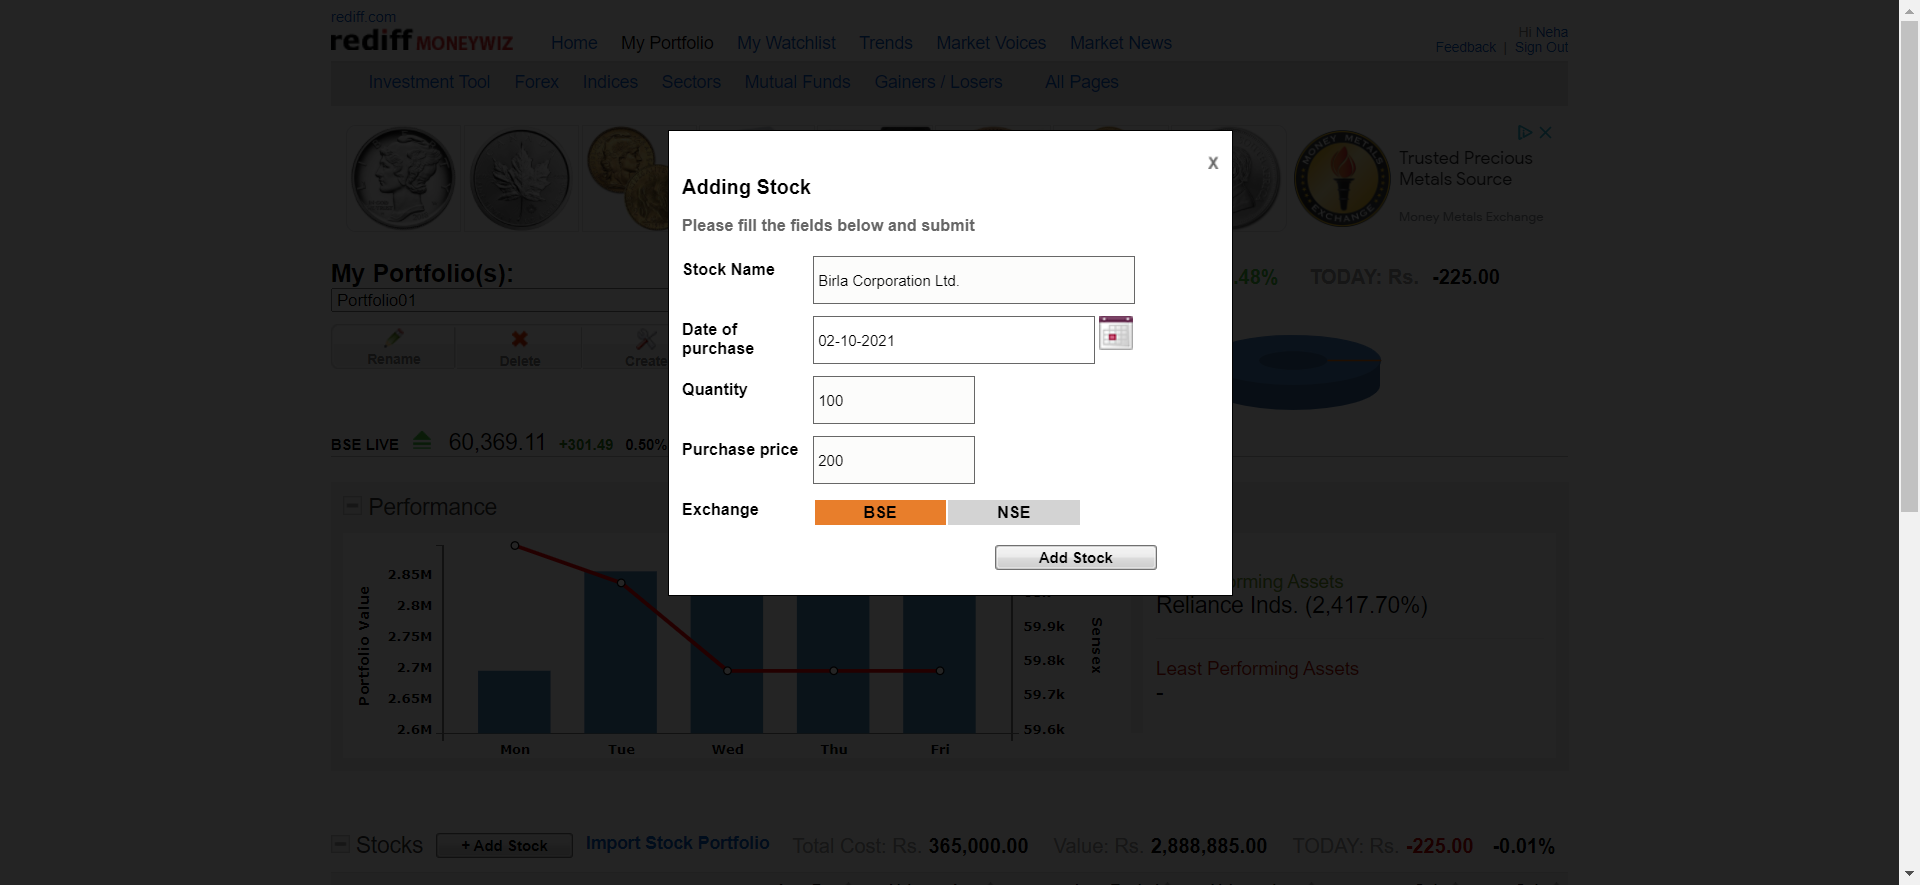 rediff.com
rediff MONEYWIZ Home My Portfolio My Watchlist Trends Market Voices Market News
Hi Neha
Feedback | Sign Out
Investment Tool Forex Indices Sectors Mutual Funds Gainers / Losers All Pages
MONEY METALS EXCHANGE
Trusted Precious
Metals Source
Money Metals Exchange
X
Adding Stock
Please fill the fields below and submit
Stock Name Birla Corporation Ltd.
Date of
purchase 02-10-2021
Quantity 100
Purchase price 200
Exchange BSE NSE
Add Stock
My Portfolio(s): .48% TODAY: Rs. -225.00
Portfolio01
Rename Delete Create
BSE LIVE 60,369.11 +301.49 0.50%
Performance
Portfolio Value
2.85M
2.8M
2.75M
2.7M
2.65M
2.6M
Mon Tue Wed Thu Fri
59.9k
59.8k
59.7k
59.6k
Sensex
rming Assets
Reliance Inds. (2,417.70%)
Least Performing Assets
-
Stocks + Add Stock Import Stock Portfolio Total Cost: Rs. 365,000.00 Value: Rs. 2,888,885.00 TODAY: Rs. -225.00 -0.01%